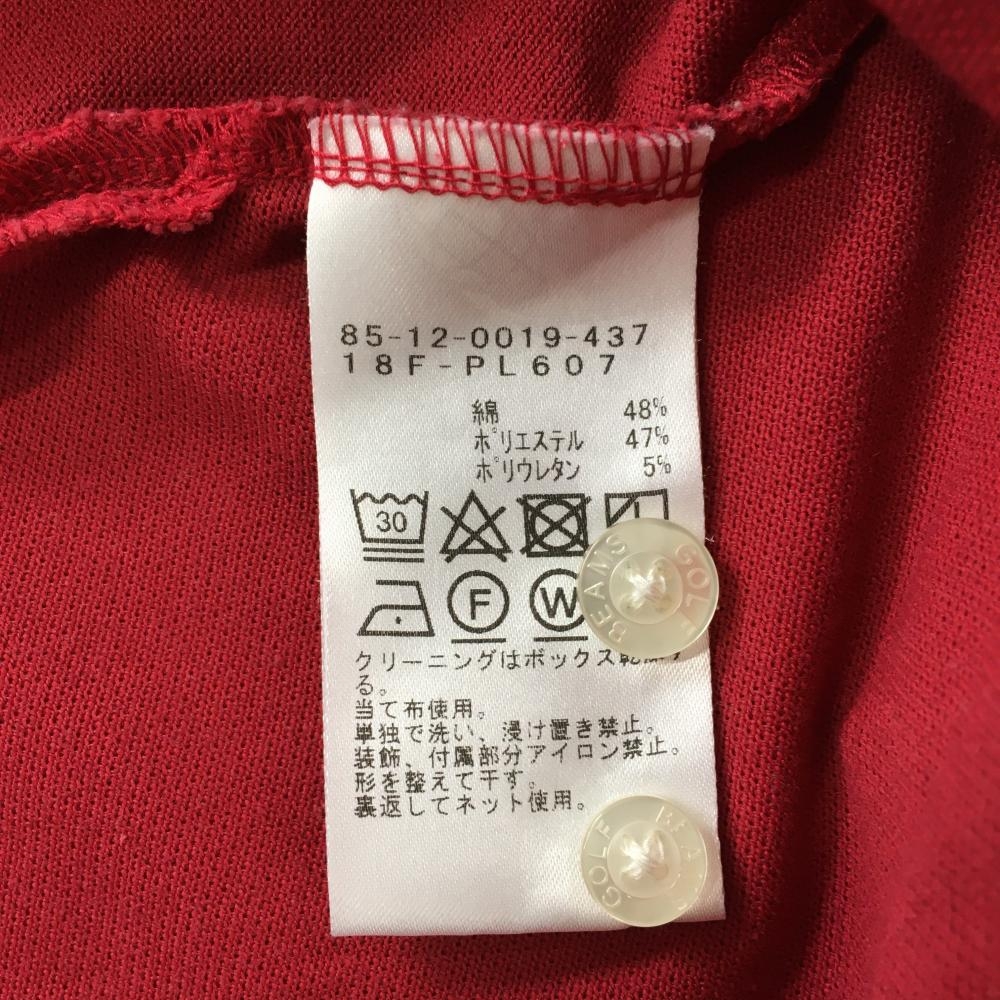 85-12-0019-437
18F-PL607
綿 48%
ポリエステル 47%
ポリウレタン 5%
30
F W
BEAMS GOLF
クリーニングはボックス乾燥す
る。
当て布使用。
単独で洗い、浸け置き禁止。
装飾、付属部分アイロン禁止。
形を整えて干す。
裏返してネット使用。
GOLF BEA